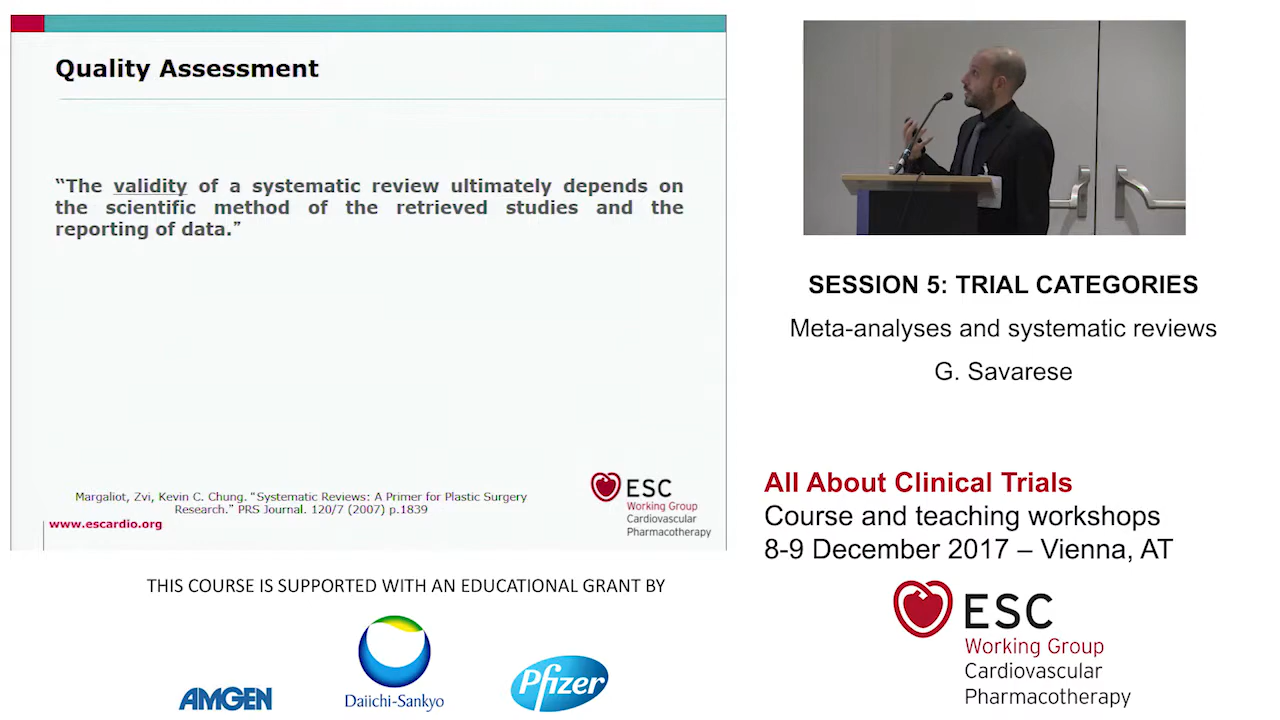 Quality Assessment
“The validity of a systematic review ultimately depends on
the scientific method of the retrieved studies and the
reporting of data.”
Margaliot, Zvi, Kevin C. Chung. “Systematic Reviews: A Primer for Plastic Surgery
Research.” PRS Journal. 120/7 (2007) p.1839
www.escardio.org
ESC
Working Group
Cardiovascular
Pharmacotherapy
SESSION 5: TRIAL CATEGORIES
Meta-analyses and systematic reviews
G. Savarese
All About Clinical Trials
Course and teaching workshops
8-9 December 2017 – Vienna, AT
ESC
Working Group
Cardiovascular
Pharmacotherapy
THIS COURSE IS SUPPORTED WITH AN EDUCATIONAL GRANT BY
AMGEN
Daiichi-Sankyo
Pfizer